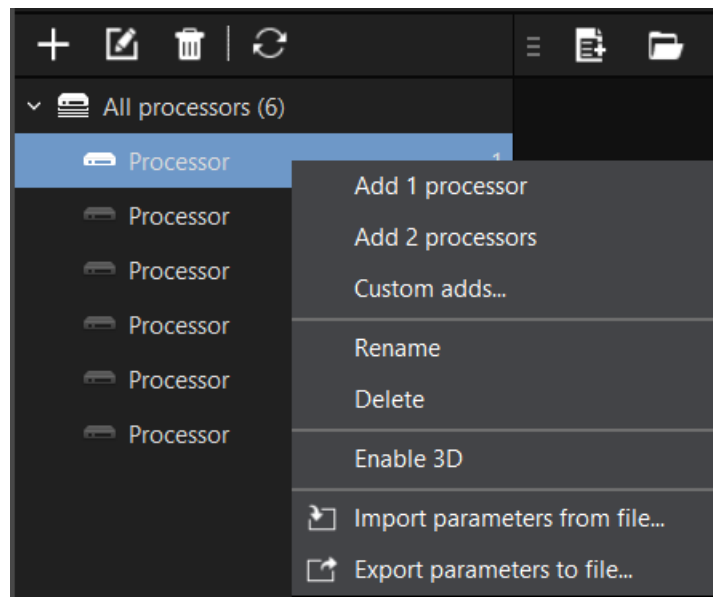 All processors (6)
Processor
Processor
Processor
Processor
Processor
Processor
Add 1 processor
Add 2 processors
Custom adds...
Rename
Delete
Enable 3D
Import parameters from file...
Export parameters to file...